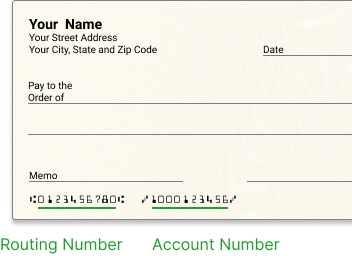 Your Name
Your Street Address
Your City, State and Zip Code
Date
Pay to the
Order of
Memo
⑆0123456780⑆ ⑈1000123456⑈
Routing Number Account Number